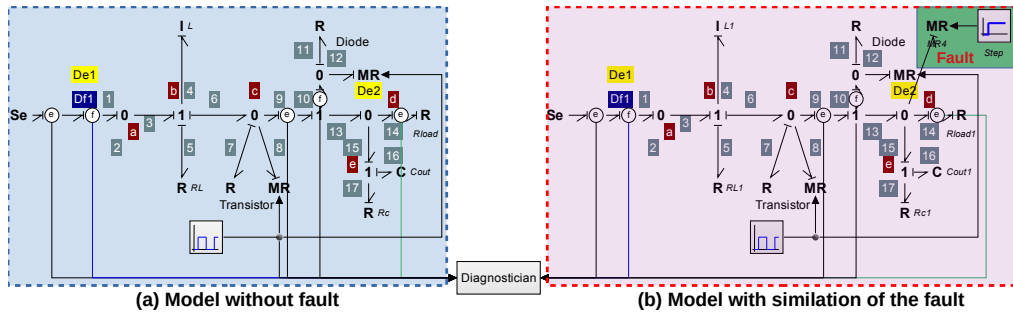 I L
R
11 Diode
12
0 MR
De1
De2
Df1 1 b 4 6 c 9 10 f d
Se e f 0 1 0 e 1 0 e R
a 3 13 14 Rload
2 5 7 8 15 16
e 1 C Cout
R RL R MR 17
Transistor R Rc
I L1
R
11 Diode
12
0 MR
MR
MR4
Step
Fault
De1
De2
Df1 1 b 4 6 c 9 10 f d
Se e f 0 1 0 e 1 0 e R
a 3 13 14 Rload1
2 5 7 8 15 16
e 1 C Cout1
R RL1 R MR 17
Transistor R Rc1
Diagnostician
(a) Model without fault
(b) Model with similation of the fault